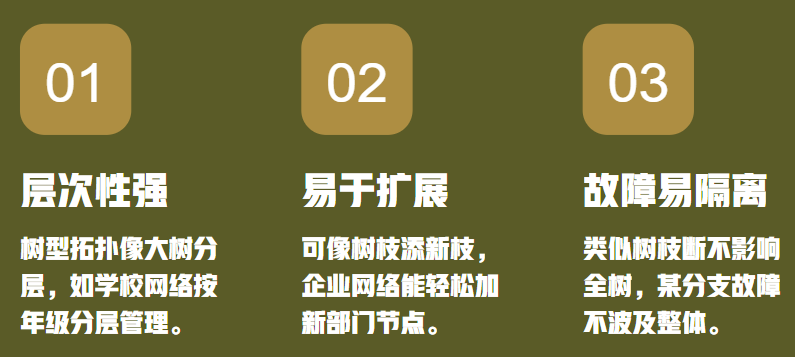 01
层次性强
树型拓扑像大树分
层，如学校网络按
年级分层管理。
02
易于扩展
可像树枝添新枝，
企业网络能轻松加
新部门节点。
03
故障易隔离
类似树枝断不影响
全树，某分支故障
不波及整体。